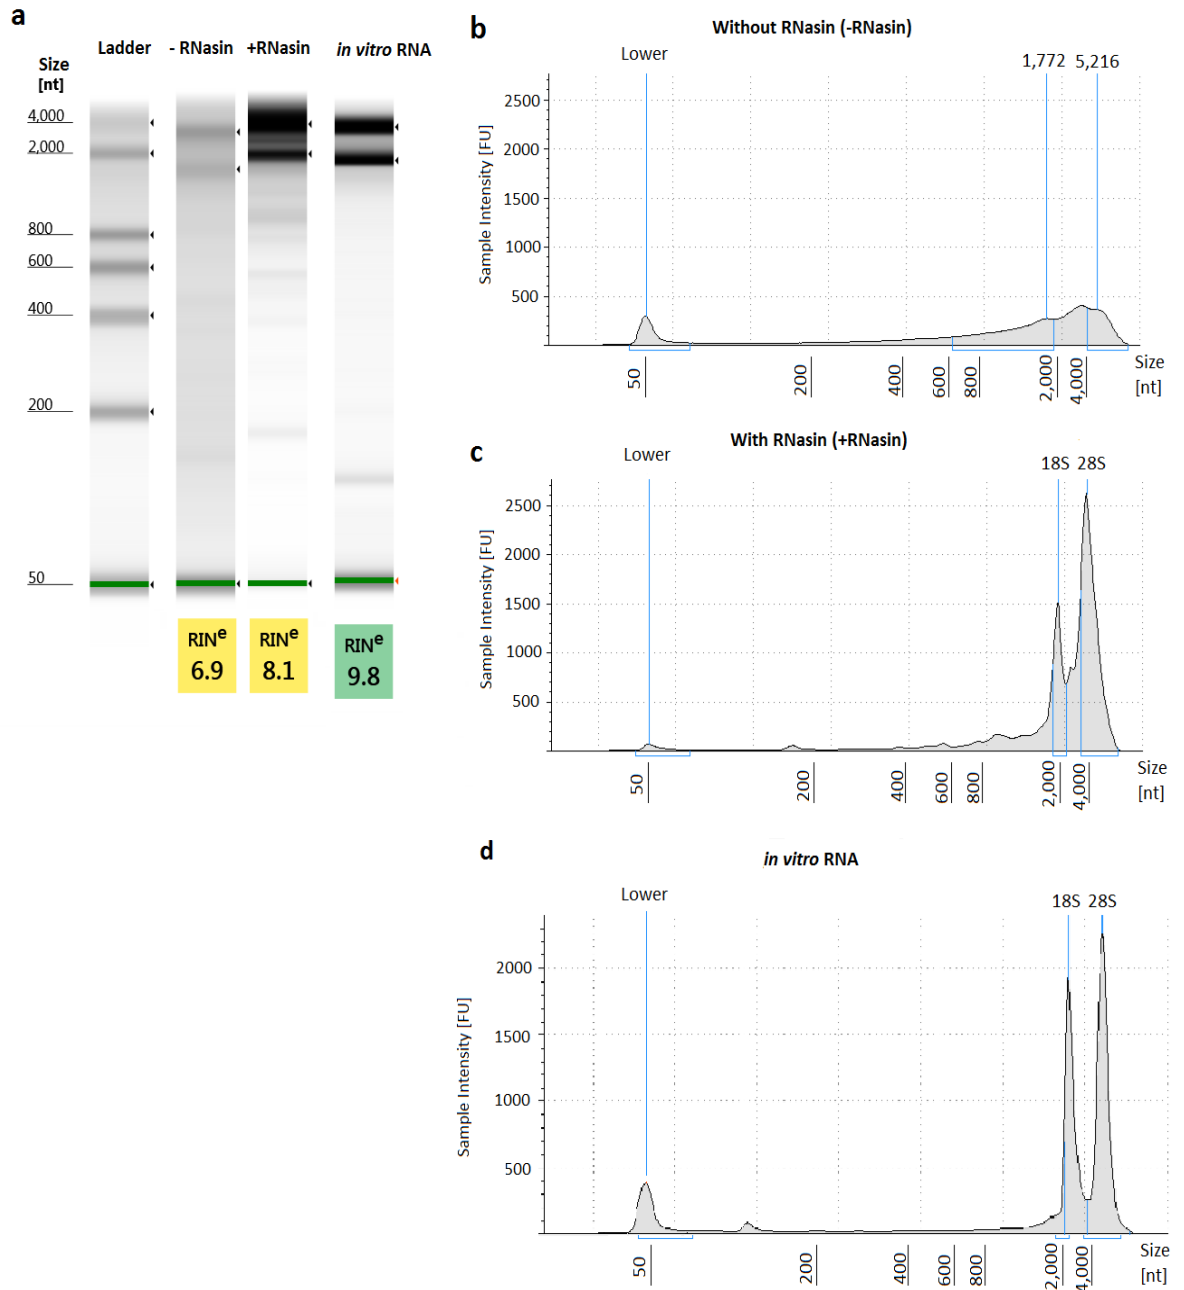 a
Ladder - RNasin +RNasin in vitro RNA
Size
[nt]
4,000
2,000
800
600
400
200
50
RINe
6.9
RINe
8.1
RINe
9.8
b
Without RNasin (-RNasin)
Lower 1,772 5,216
Sample Intensity [FU]
2500
2000
1500
1000
500
50 200 400 600 800 2,000 4,000
Size
[nt]
c
With RNasin (+RNasin)
Lower 18S 28S
Sample Intensity [FU]
2500
2000
1500
1000
500
50 200 400 600 800 2,000 4,000
Size
[nt]
d
in vitro RNA
Lower 18S 28S
Sample Intensity [FU]
2000
1500
1000
500
50 200 400 600 800 2,000 4,000
Size
[nt]